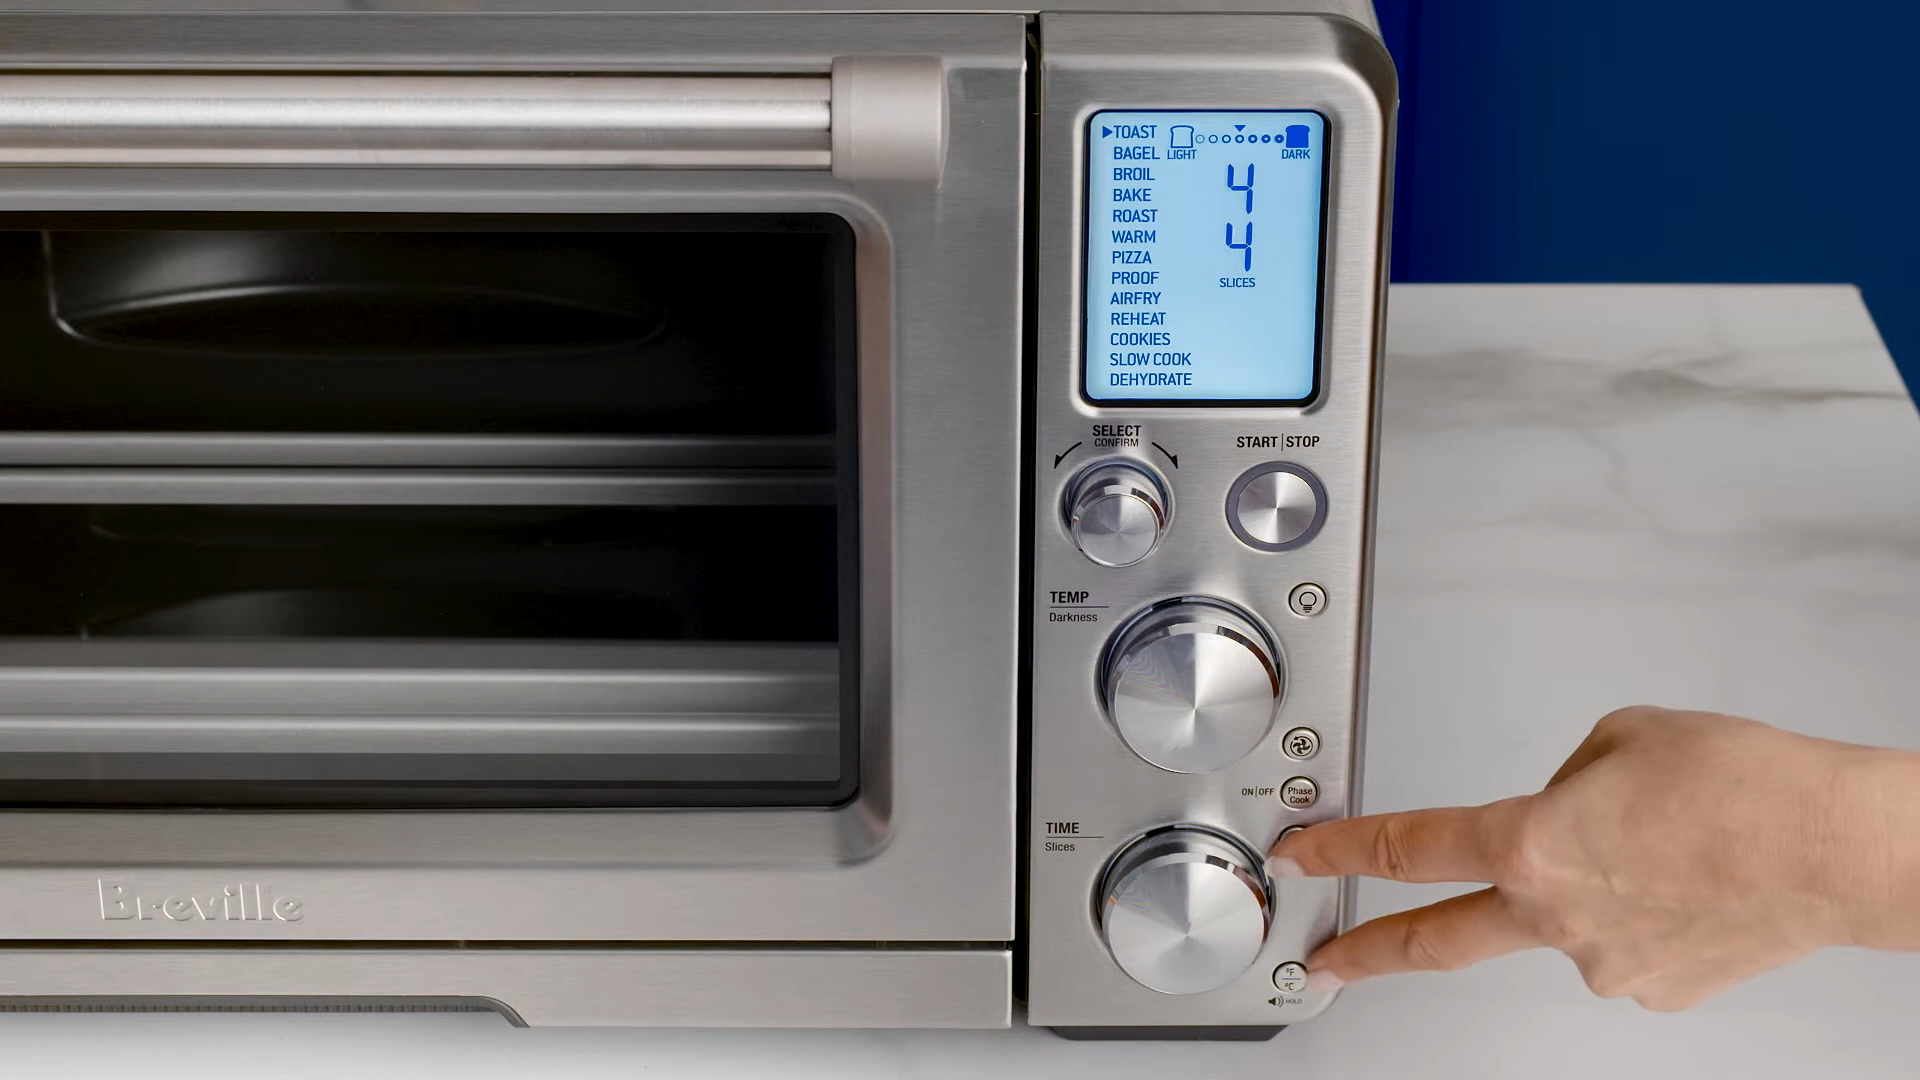 ▶TOAST
LIGHT DARK
BAGEL
BROIL
BAKE
ROAST
WARM
PIZZA
PROOF
AIRFRY
REHEAT
COOKIES
SLOW COOK
DEHYDRATE
4
4
SLICES
SELECT
CONFIRM
START|STOP
TEMP
Darkness
ON|OFF
Phase
Cook
TIME
Slices
°F
°C
HOLD
Breville